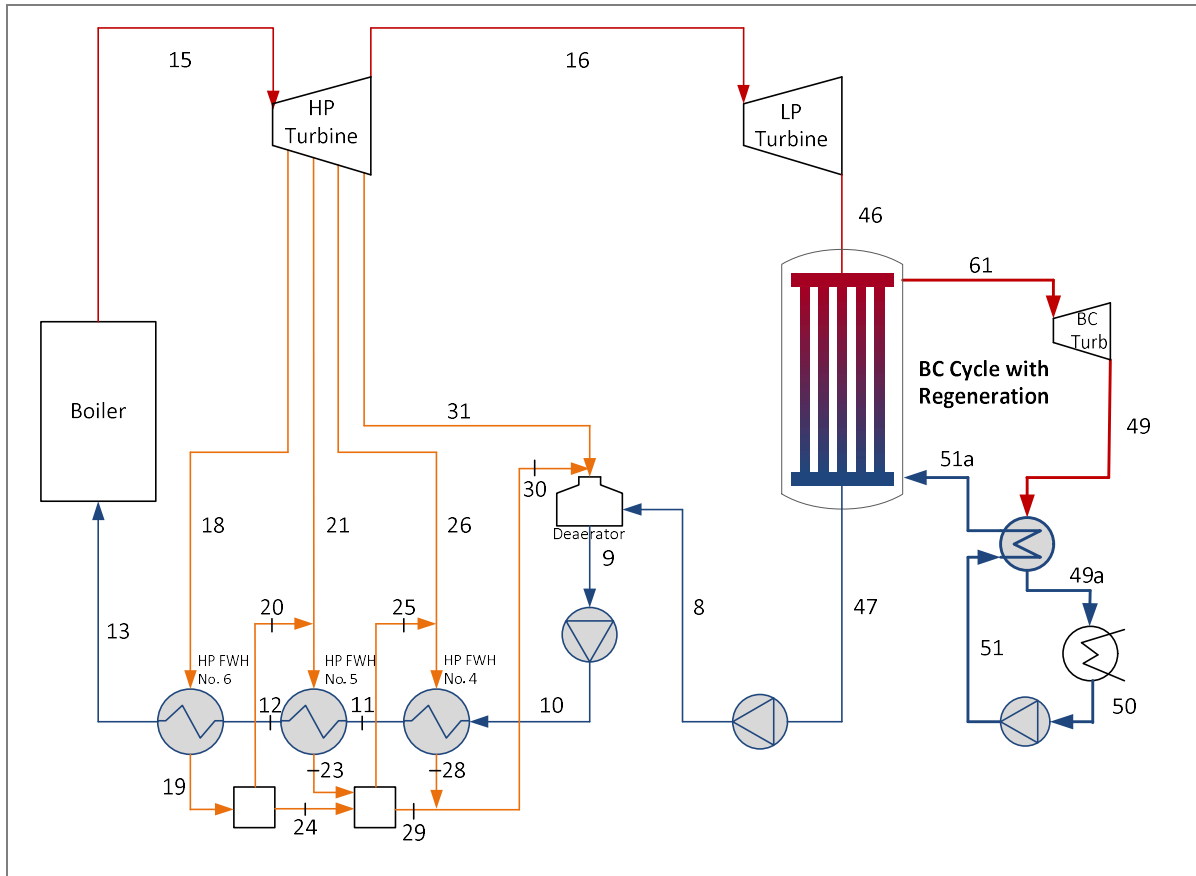 15
16
HP
Turbine
LP
Turbine
46
61
BC
Turb
BC Cycle with
Regeneration
Boiler
31
49
51a
30
18
21
26
Deaerator
9
49a
20
25
8
47
13
51
HP FWH
No. 6
HP FWH
No. 5
HP FWH
No. 4
12
11
10
50
19
23
28
24
29